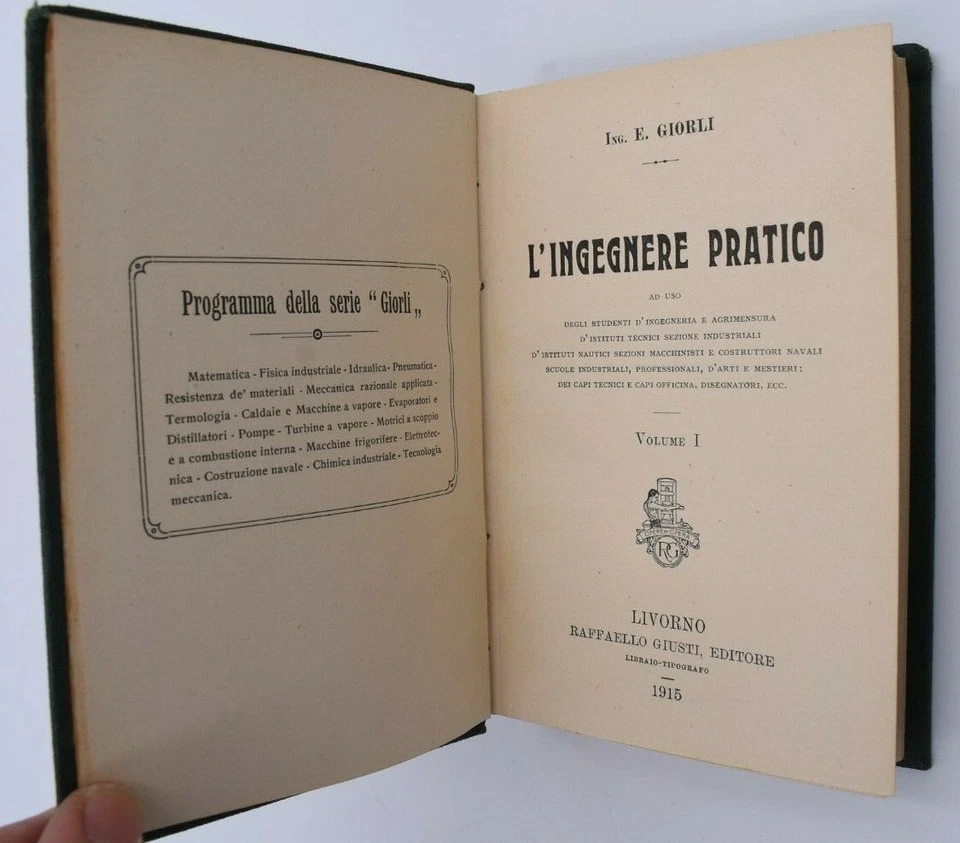 Programma della serie "Giorli„
Matematica - Fisica industriale - Idraulica - Pneumatica -
Resistenza de' materiali - Meccanica razionale applicata -
Termologia - Caldaie e Macchine a vapore - Evaporatori e
Distillatori - Pompe - Turbine a vapore - Motrici a scoppio
e a combustione interna - Macchine frigorifere - Elettrotec-
nica - Costruzione navale - Chimica industriale - Tecnologia
meccanica.
ING. E. GIORLI
L'INGEGNERE PRATICO
AD USO
DEGLI STUDENTI D'INGEGNERIA E AGRIMENSURA
D'ISTITUTI TECNICI SEZIONE INDUSTRIALI
D'ISTITUTI NAUTICI SEZIONI MACCHINISTI E COSTRUTTORI NAVALI
SCUOLE INDUSTRIALI, PROFESSIONALI, D'ARTI E MESTIERI:
DEI CAPI TECNICI E CAPI OFFICINA, DISEGNATORI, ECC.
VOLUME I
RG
LIVORNO
RAFFAELLO GIUSTI, EDITORE
LIBRAIO-TIPOGRAFO
1915